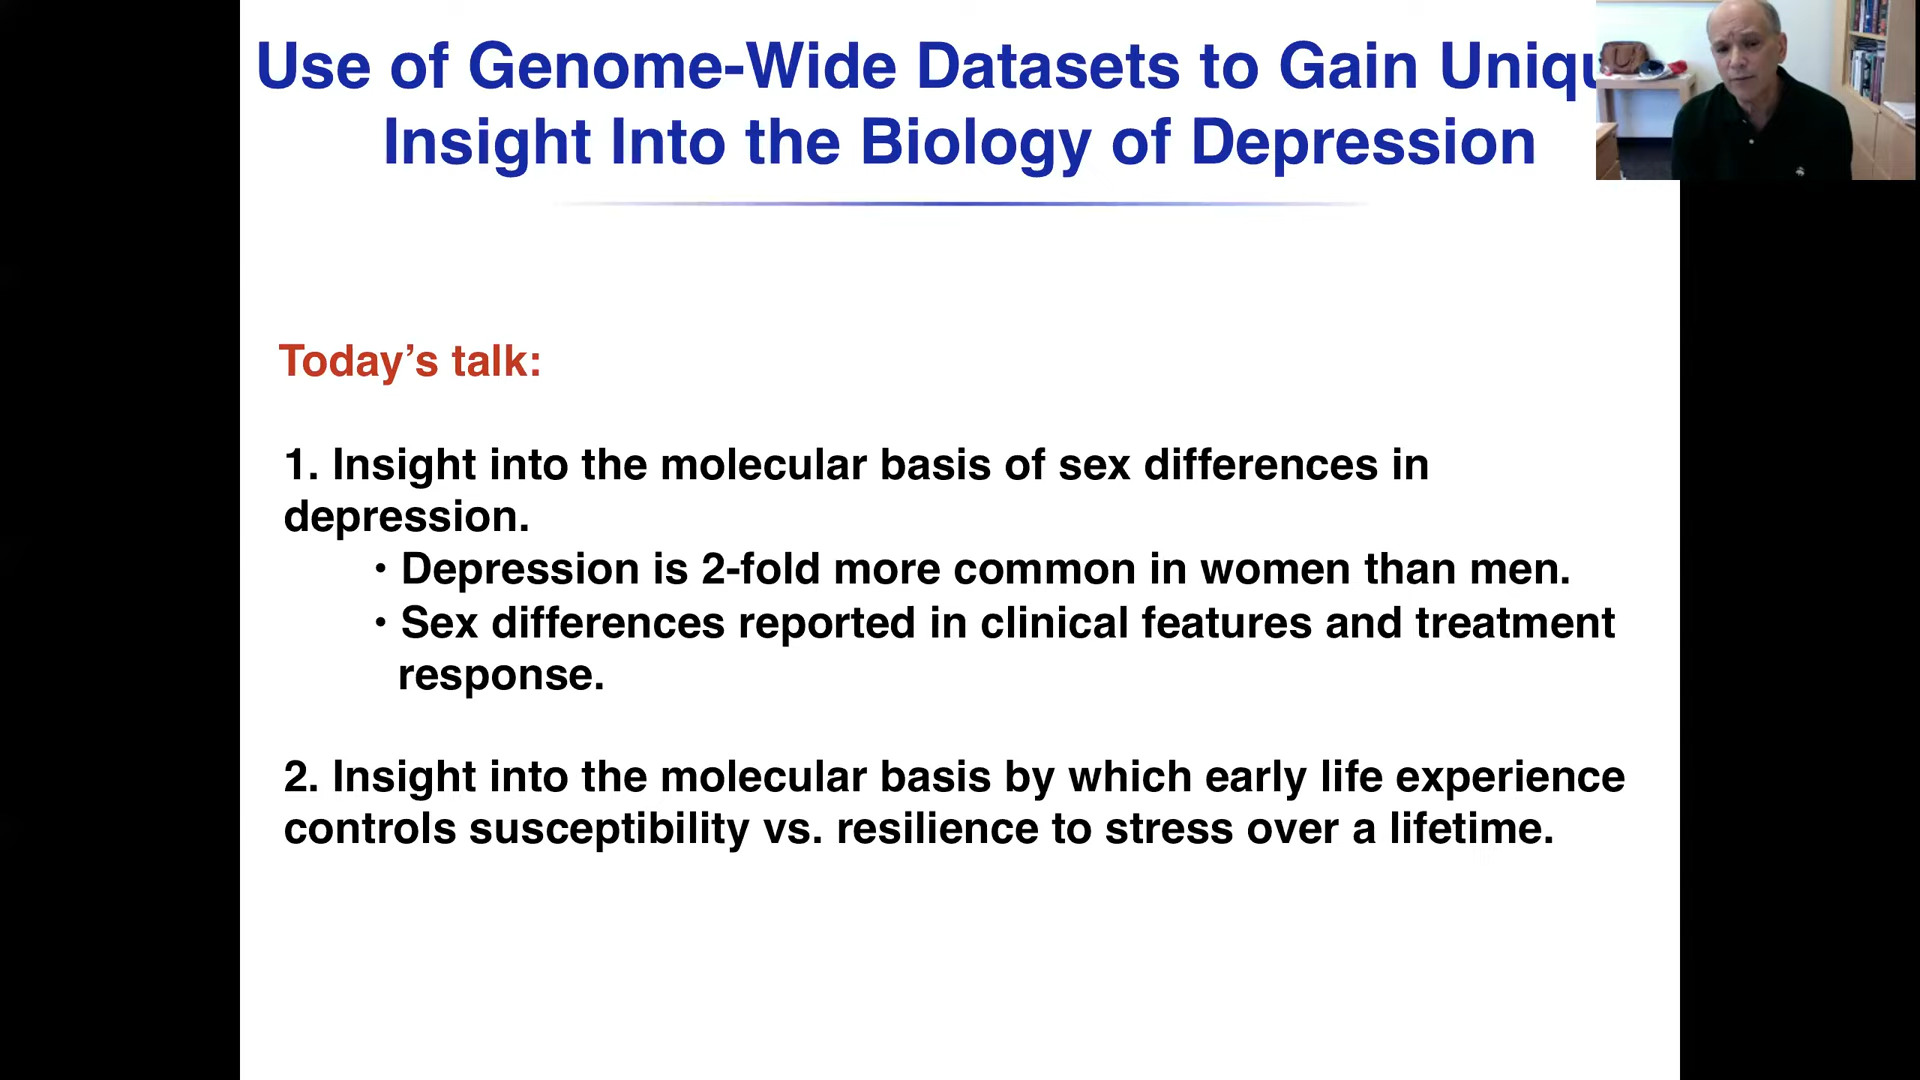 Use of Genome-Wide Datasets to Gain Uniqu
Insight Into the Biology of Depression
Today’s talk:
1. Insight into the molecular basis of sex differences in
depression.
• Depression is 2-fold more common in women than men.
• Sex differences reported in clinical features and treatment
response.
2. Insight into the molecular basis by which early life experience
controls susceptibility vs. resilience to stress over a lifetime.